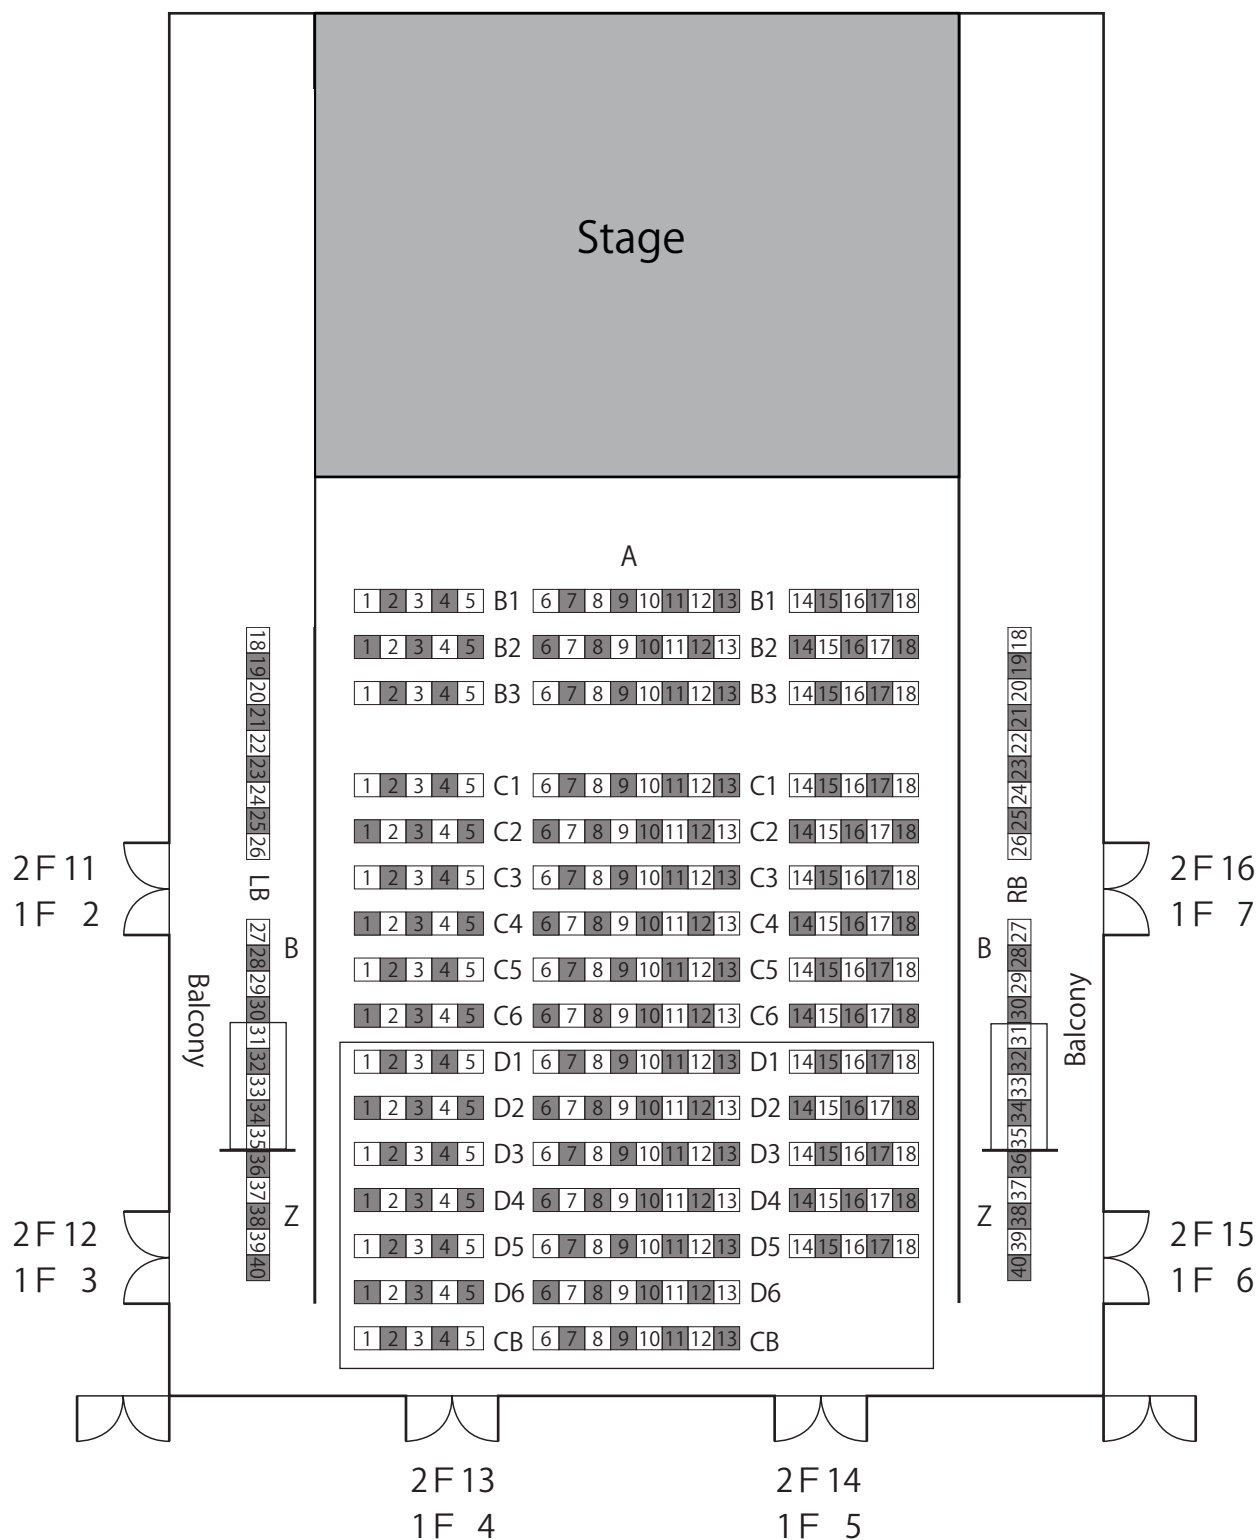 Stage
A
1 2 3 4 5 B1 6 7 8 9 10 11 12 13 B1 14 15 16 17 18
1 2 3 4 5 B2 6 7 8 9 10 11 12 13 B2 14 15 16 17 18
1 2 3 4 5 B3 6 7 8 9 10 11 12 13 B3 14 15 16 17 18
1 2 3 4 5 C1 6 7 8 9 10 11 12 13 C1 14 15 16 17 18
1 2 3 4 5 C2 6 7 8 9 10 11 12 13 C2 14 15 16 17 18
1 2 3 4 5 C3 6 7 8 9 10 11 12 13 C3 14 15 16 17 18
1 2 3 4 5 C4 6 7 8 9 10 11 12 13 C4 14 15 16 17 18
1 2 3 4 5 C5 6 7 8 9 10 11 12 13 C5 14 15 16 17 18
1 2 3 4 5 C6 6 7 8 9 10 11 12 13 C6 14 15 16 17 18
1 2 3 4 5 D1 6 7 8 9 10 11 12 13 D1 14 15 16 17 18
1 2 3 4 5 D2 6 7 8 9 10 11 12 13 D2 14 15 16 17 18
1 2 3 4 5 D3 6 7 8 9 10 11 12 13 D3 14 15 16 17 18
1 2 3 4 5 D4 6 7 8 9 10 11 12 13 D4 14 15 16 17 18
1 2 3 4 5 D5 6 7 8 9 10 11 12 13 D5 14 15 16 17 18
1 2 3 4 5 D6 6 7 8 9 10 11 12 13 D6
1 2 3 4 5 CB 6 7 8 9 10 11 12 13 CB
18 19 20 21 22 23 24 25 26 LB 27 28 29 30 31 32 33 34 35 36 37 38 39 40
B
Z
Balcony
18 19 20 21 22 23 24 25 26 RB 27 28 29 30 31 32 33 34 35 36 37 38 39 40
B
Z
Balcony
2F 11
1F 2
2F 12
1F 3
2F 16
1F 7
2F 15
1F 6
2F 13
1F 4
2F 14
1F 5